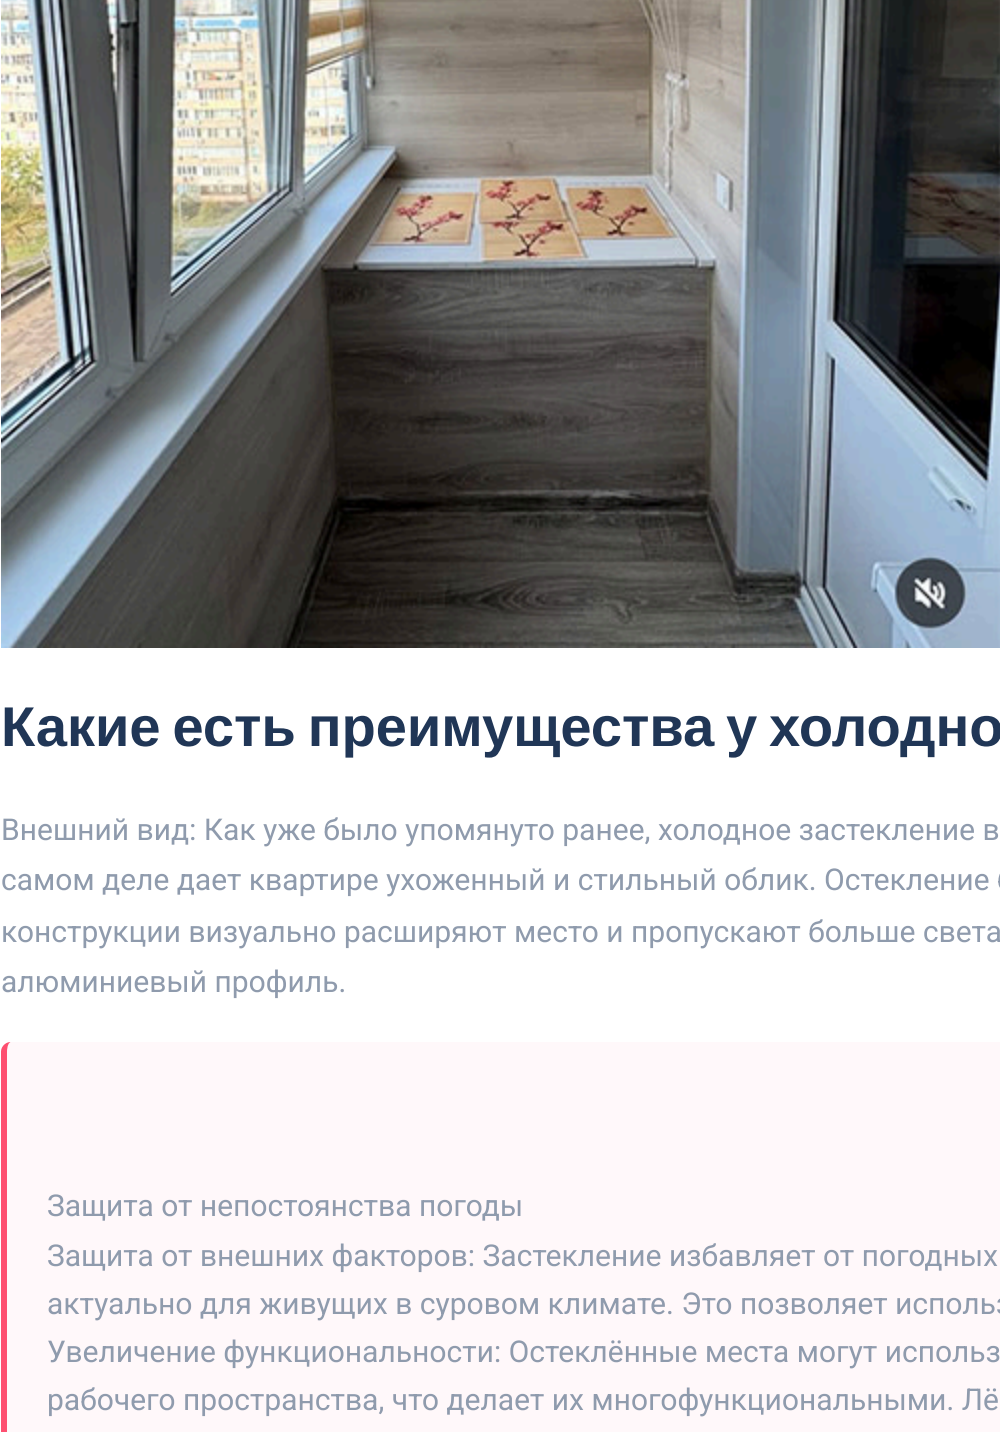 Какие есть преимущества у холодно
Внешний вид: Как уже было упомянуто ранее, холодное застекление в
самом деле дает квартире ухоженный и стильный облик. Остекление
конструкции визуально расширяют место и пропускают больше света
алюминиевый профиль.
Защита от непостоянства погоды
Защита от внешних факторов: Застекление избавляет от погодных
актуально для живущих в суровом климате. Это позволяет использ
Увеличение функциональности: Остеклённые места могут использ
рабочего пространства, что делает их многофункциональными. Лё